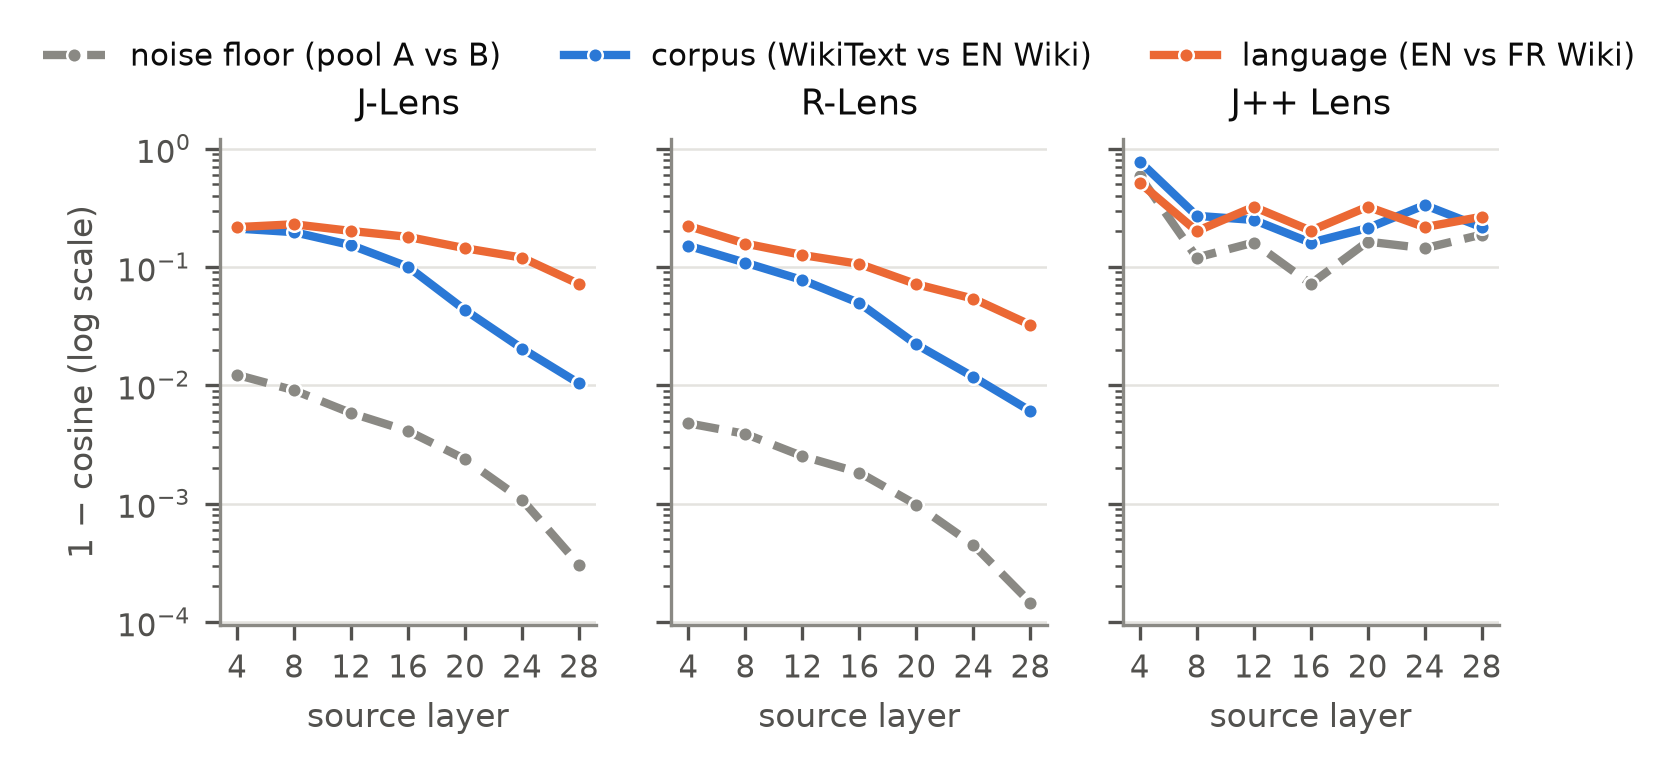 noise floor (pool A vs B) corpus (WikiText vs EN Wiki) language (EN vs FR Wiki)
J-Lens R-Lens J++ Lens
1 − cosine (log scale)
10⁰
10⁻¹
10⁻²
10⁻³
10⁻⁴
4 8 12 16 20 24 28 4 8 12 16 20 24 28 4 8 12 16 20 24 28
source layer source layer source layer